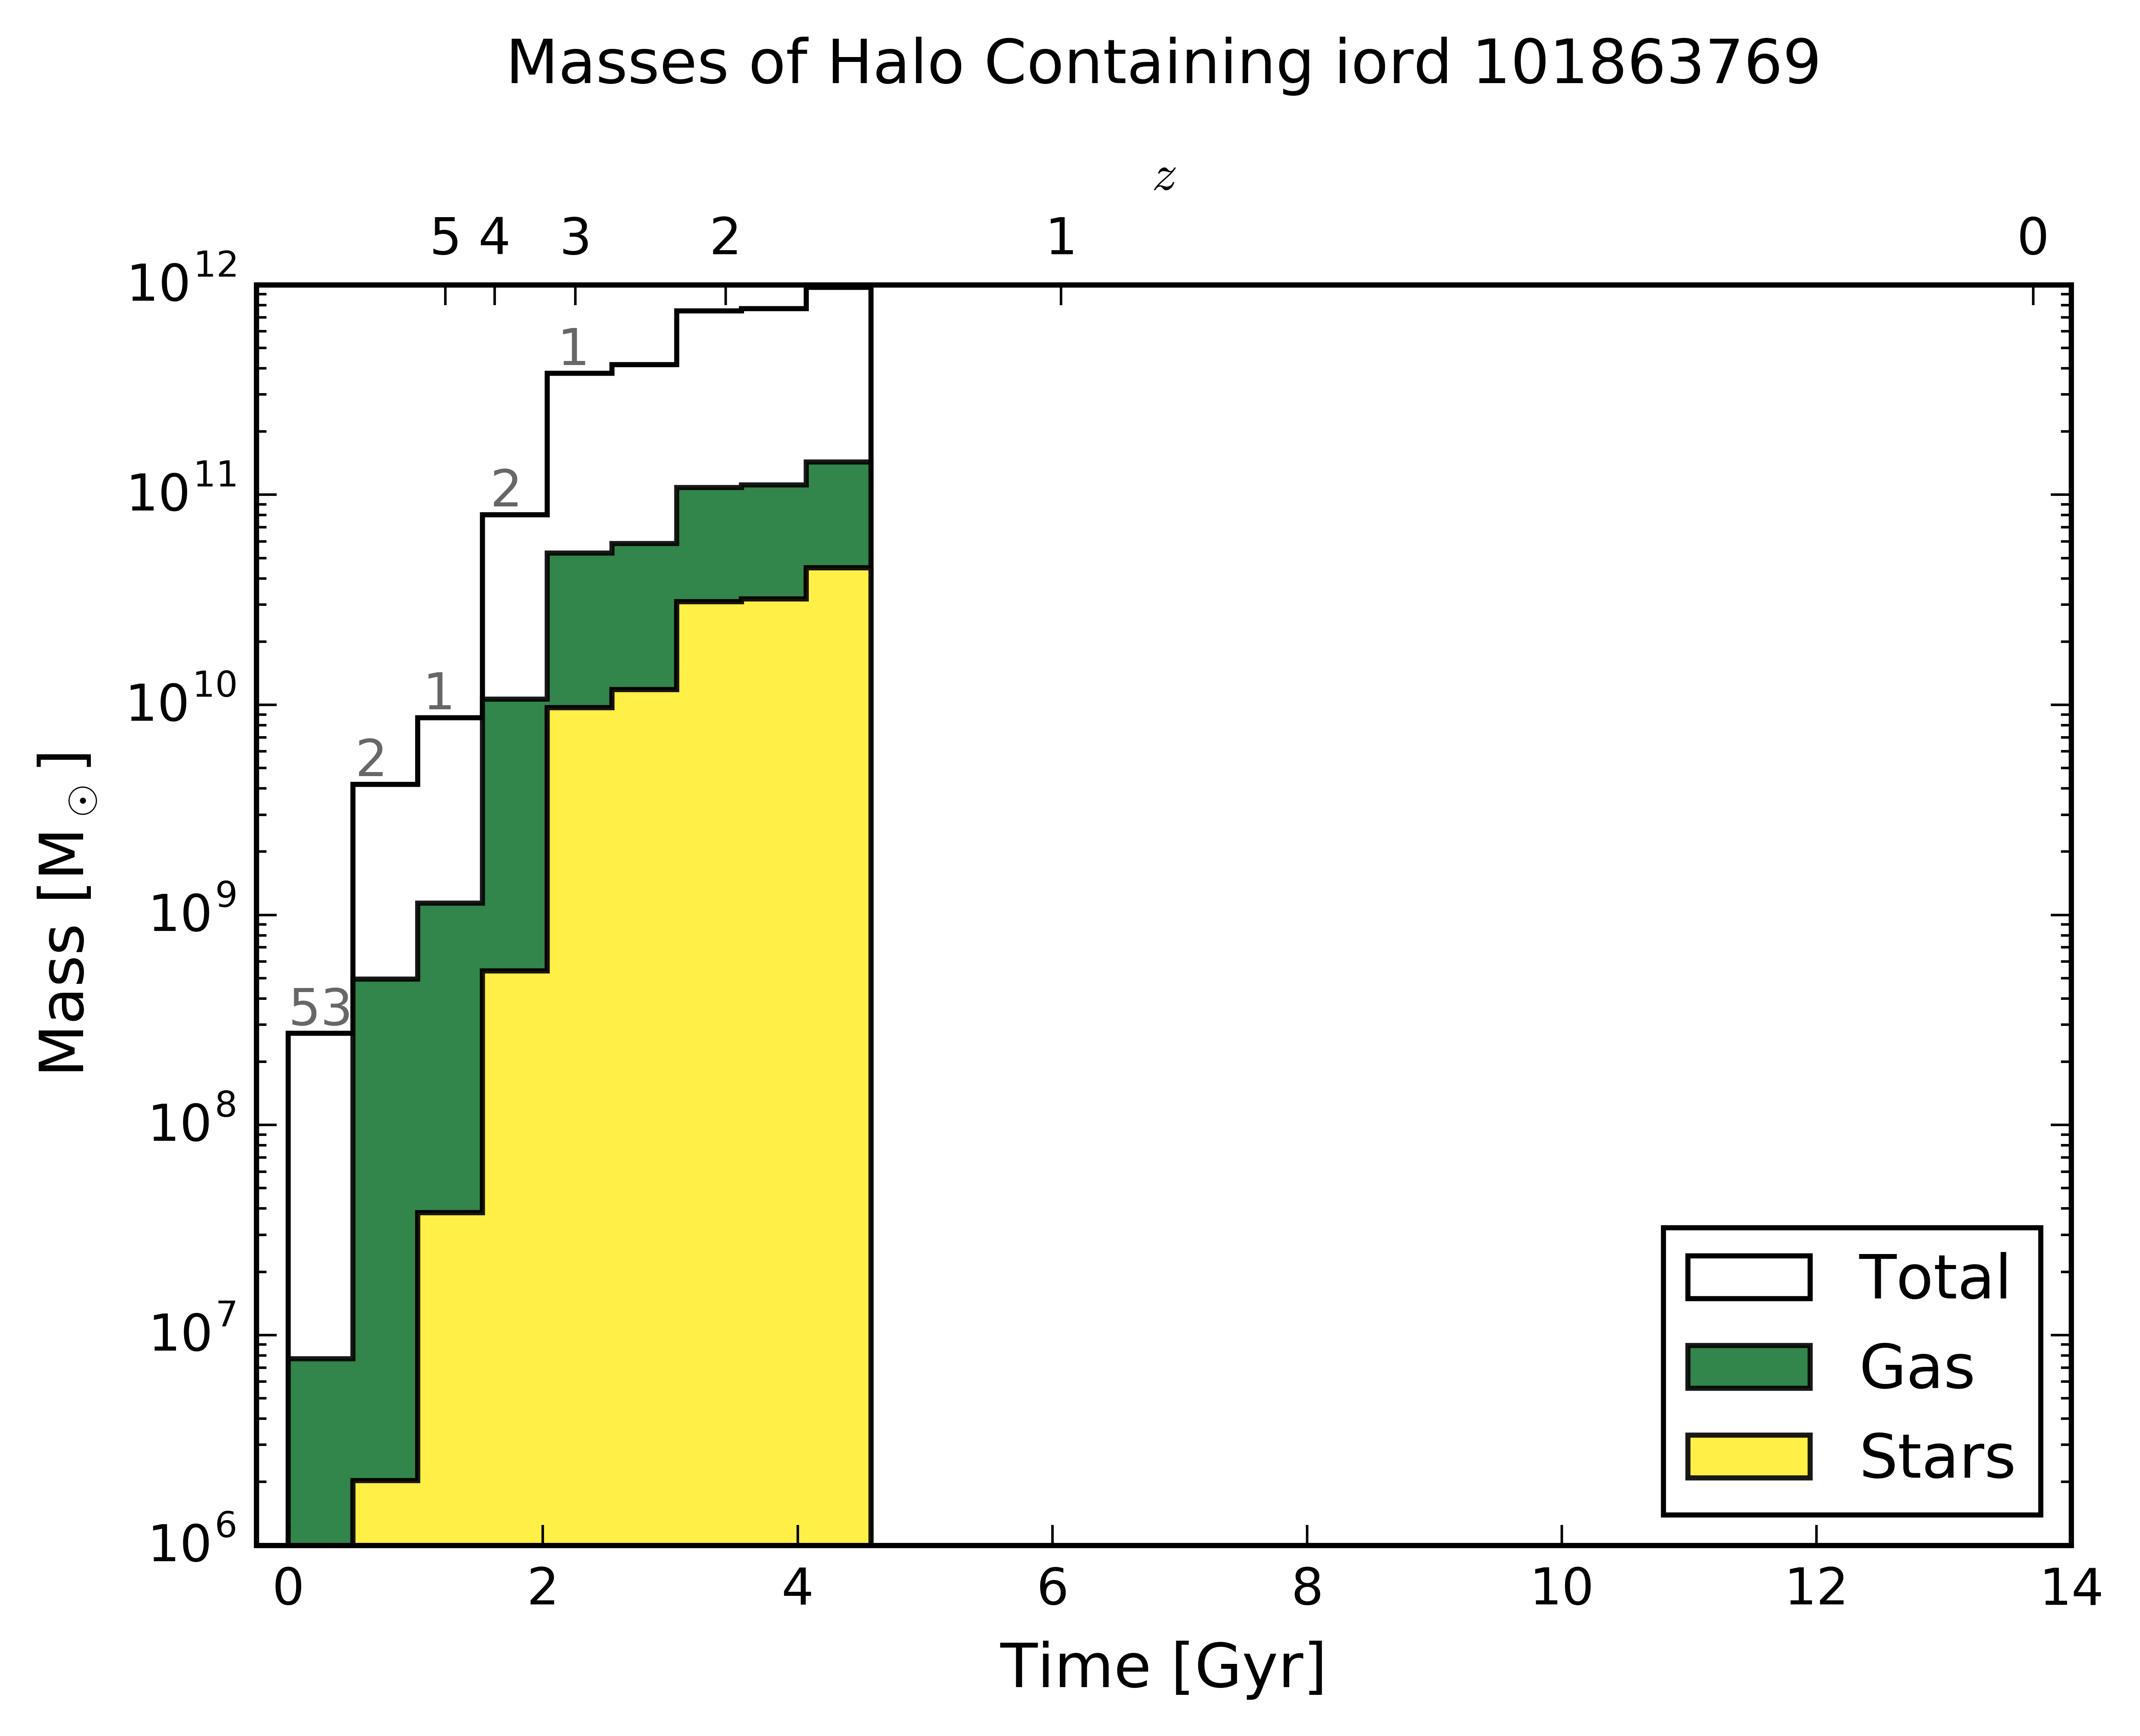 Masses of Halo Containing iord 101863769
z
5 4 3 2 1 0
10^12
10^11
10^10
10^9
10^8
10^7
10^6
Mass [M⊙]
53 2 1 2 1
Total
Gas
Stars
0 2 4 6 8 10 12 14
Time [Gyr]